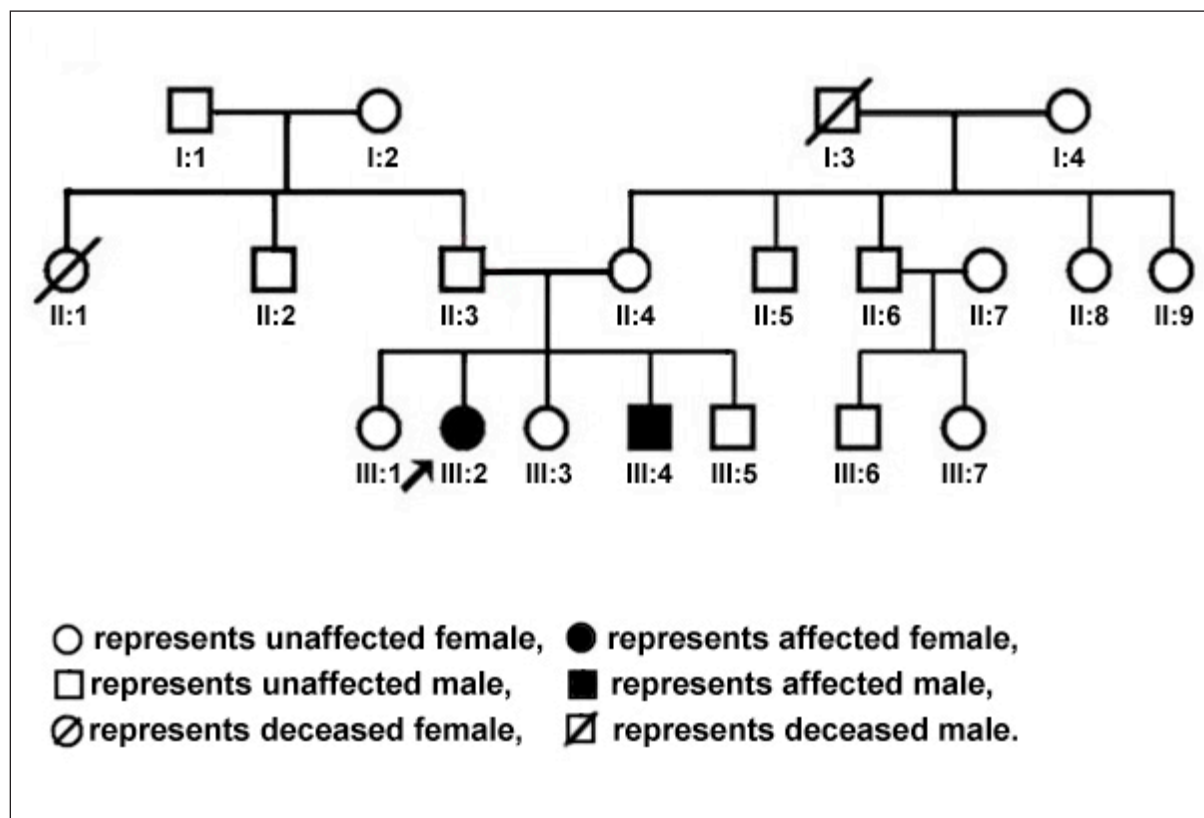 I:1 I:2 I:3 I:4
II:1 II:2 II:3 II:4 II:5 II:6 II:7 II:8 II:9
III:1 III:2 III:3 III:4 III:5 III:6 III:7
represents unaffected female, represents affected female,
represents unaffected male, represents affected male,
represents deceased female, represents deceased male.